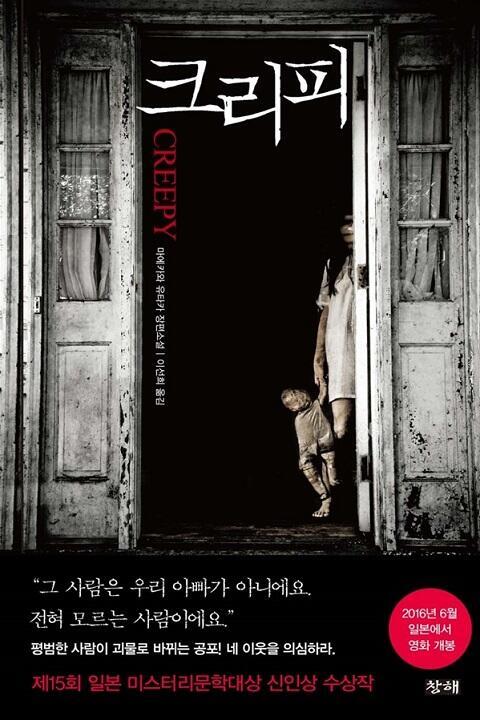 크리피
CREEPY
마에카와 유타카 장편소설 | 이선희 옮김
“그 사람은 우리 아빠가 아니에요.
전혀 모르는 사람이에요.”
평범한 사람이 괴물로 바뀌는 공포! 네 이웃을 의심하라.
제15회 일본 미스터리문학대상 신인상 수상작
2016년 6월
일본에서
영화 개봉
창해